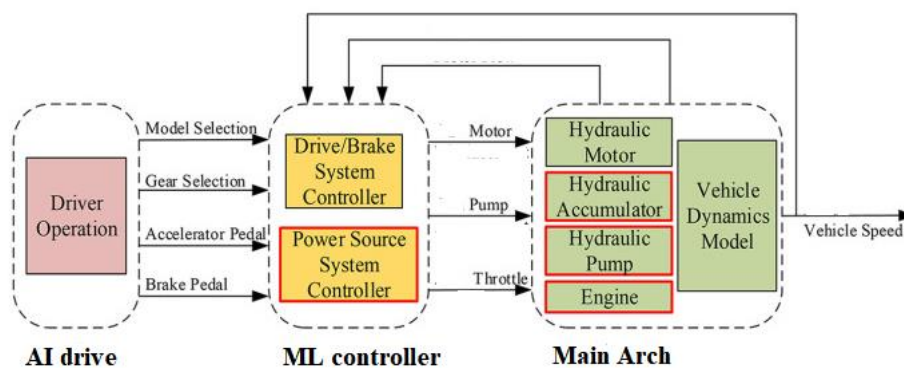 Model Selection
Gear Selection
Accelerator Pedal
Brake Pedal
Driver
Operation
AI drive
Drive/Brake
System
Controller
Power Source
System
Controller
ML controller
Motor
Pump
Throttle
Hydraulic
Motor
Hydraulic
Accumulator
Hydraulic
Pump
Engine
Vehicle
Dynamics
Model
Main Arch
Vehicle Speed